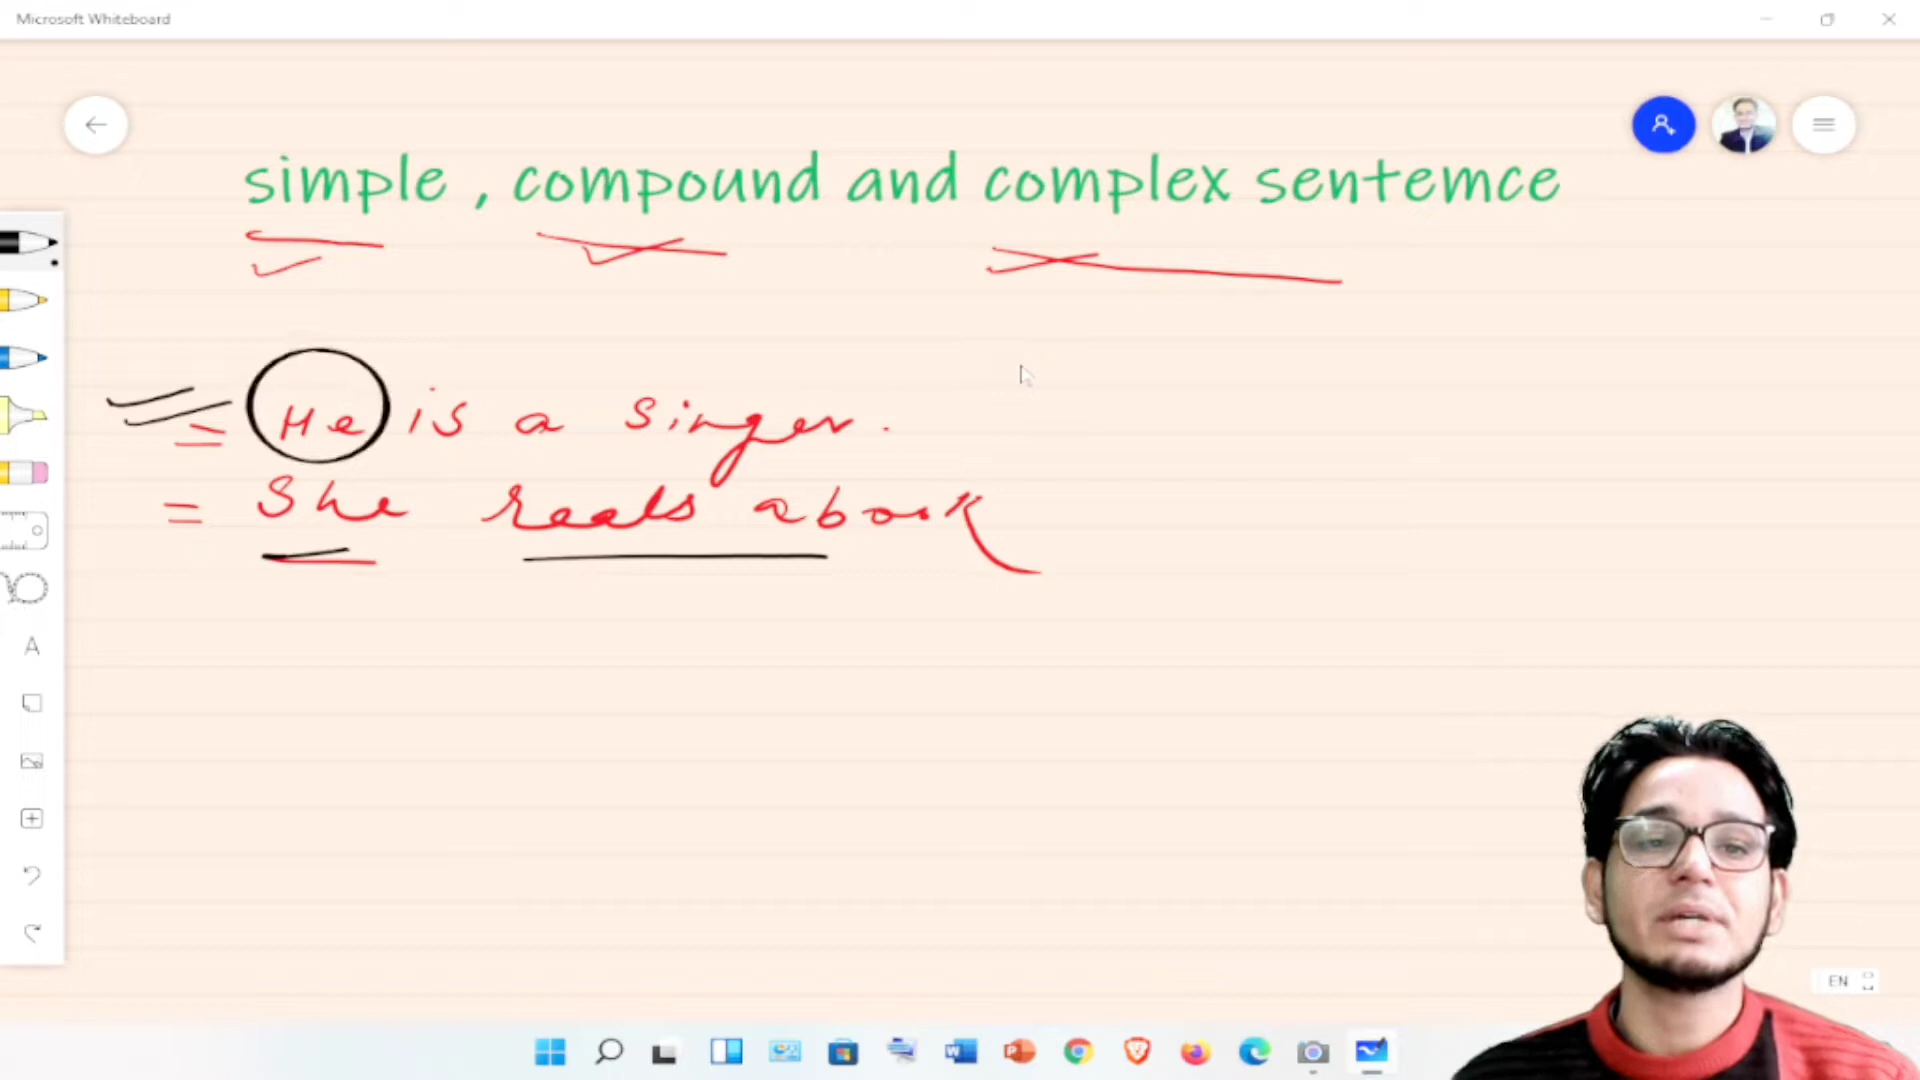 Microsoft Whiteboard
simple , compound and complex sentemce
= He is a singer.
= She reads a book
A
EN